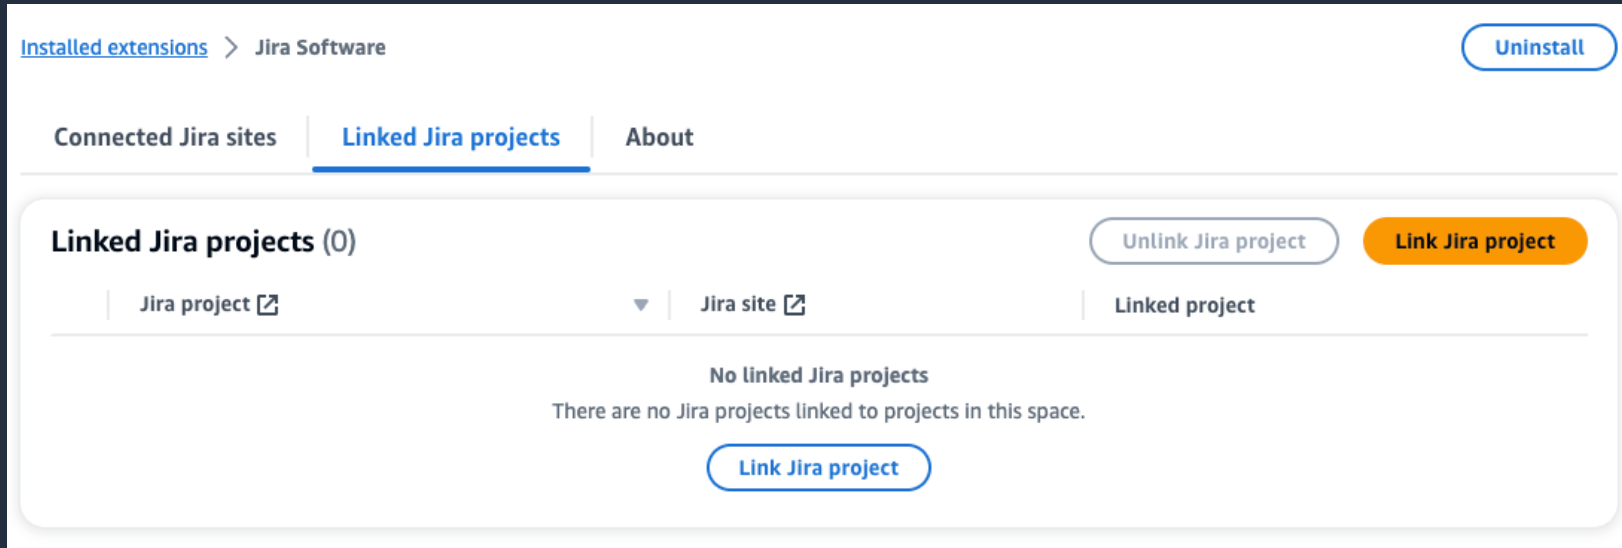 Installed extensions > Jira Software
Uninstall
Connected Jira sites
Linked Jira projects
About
Linked Jira projects (0)
Unlink Jira project
Link Jira project
Jira project
Jira site
Linked project
No linked Jira projects
There are no Jira projects linked to projects in this space.
Link Jira project